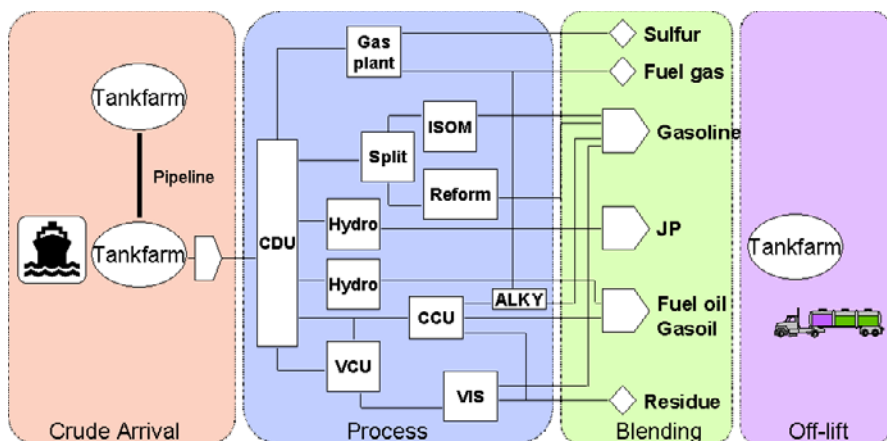 Tankfarm
Pipeline
Tankfarm
Crude Arrival
CDU
Gas
plant
Split
ISOM
Reform
Hydro
Hydro
CCU
ALKY
VCU
VIS
Process
Sulfur
Fuel gas
Gasoline
JP
Fuel oil
Gasoil
Residue
Blending
Tankfarm
Off-lift